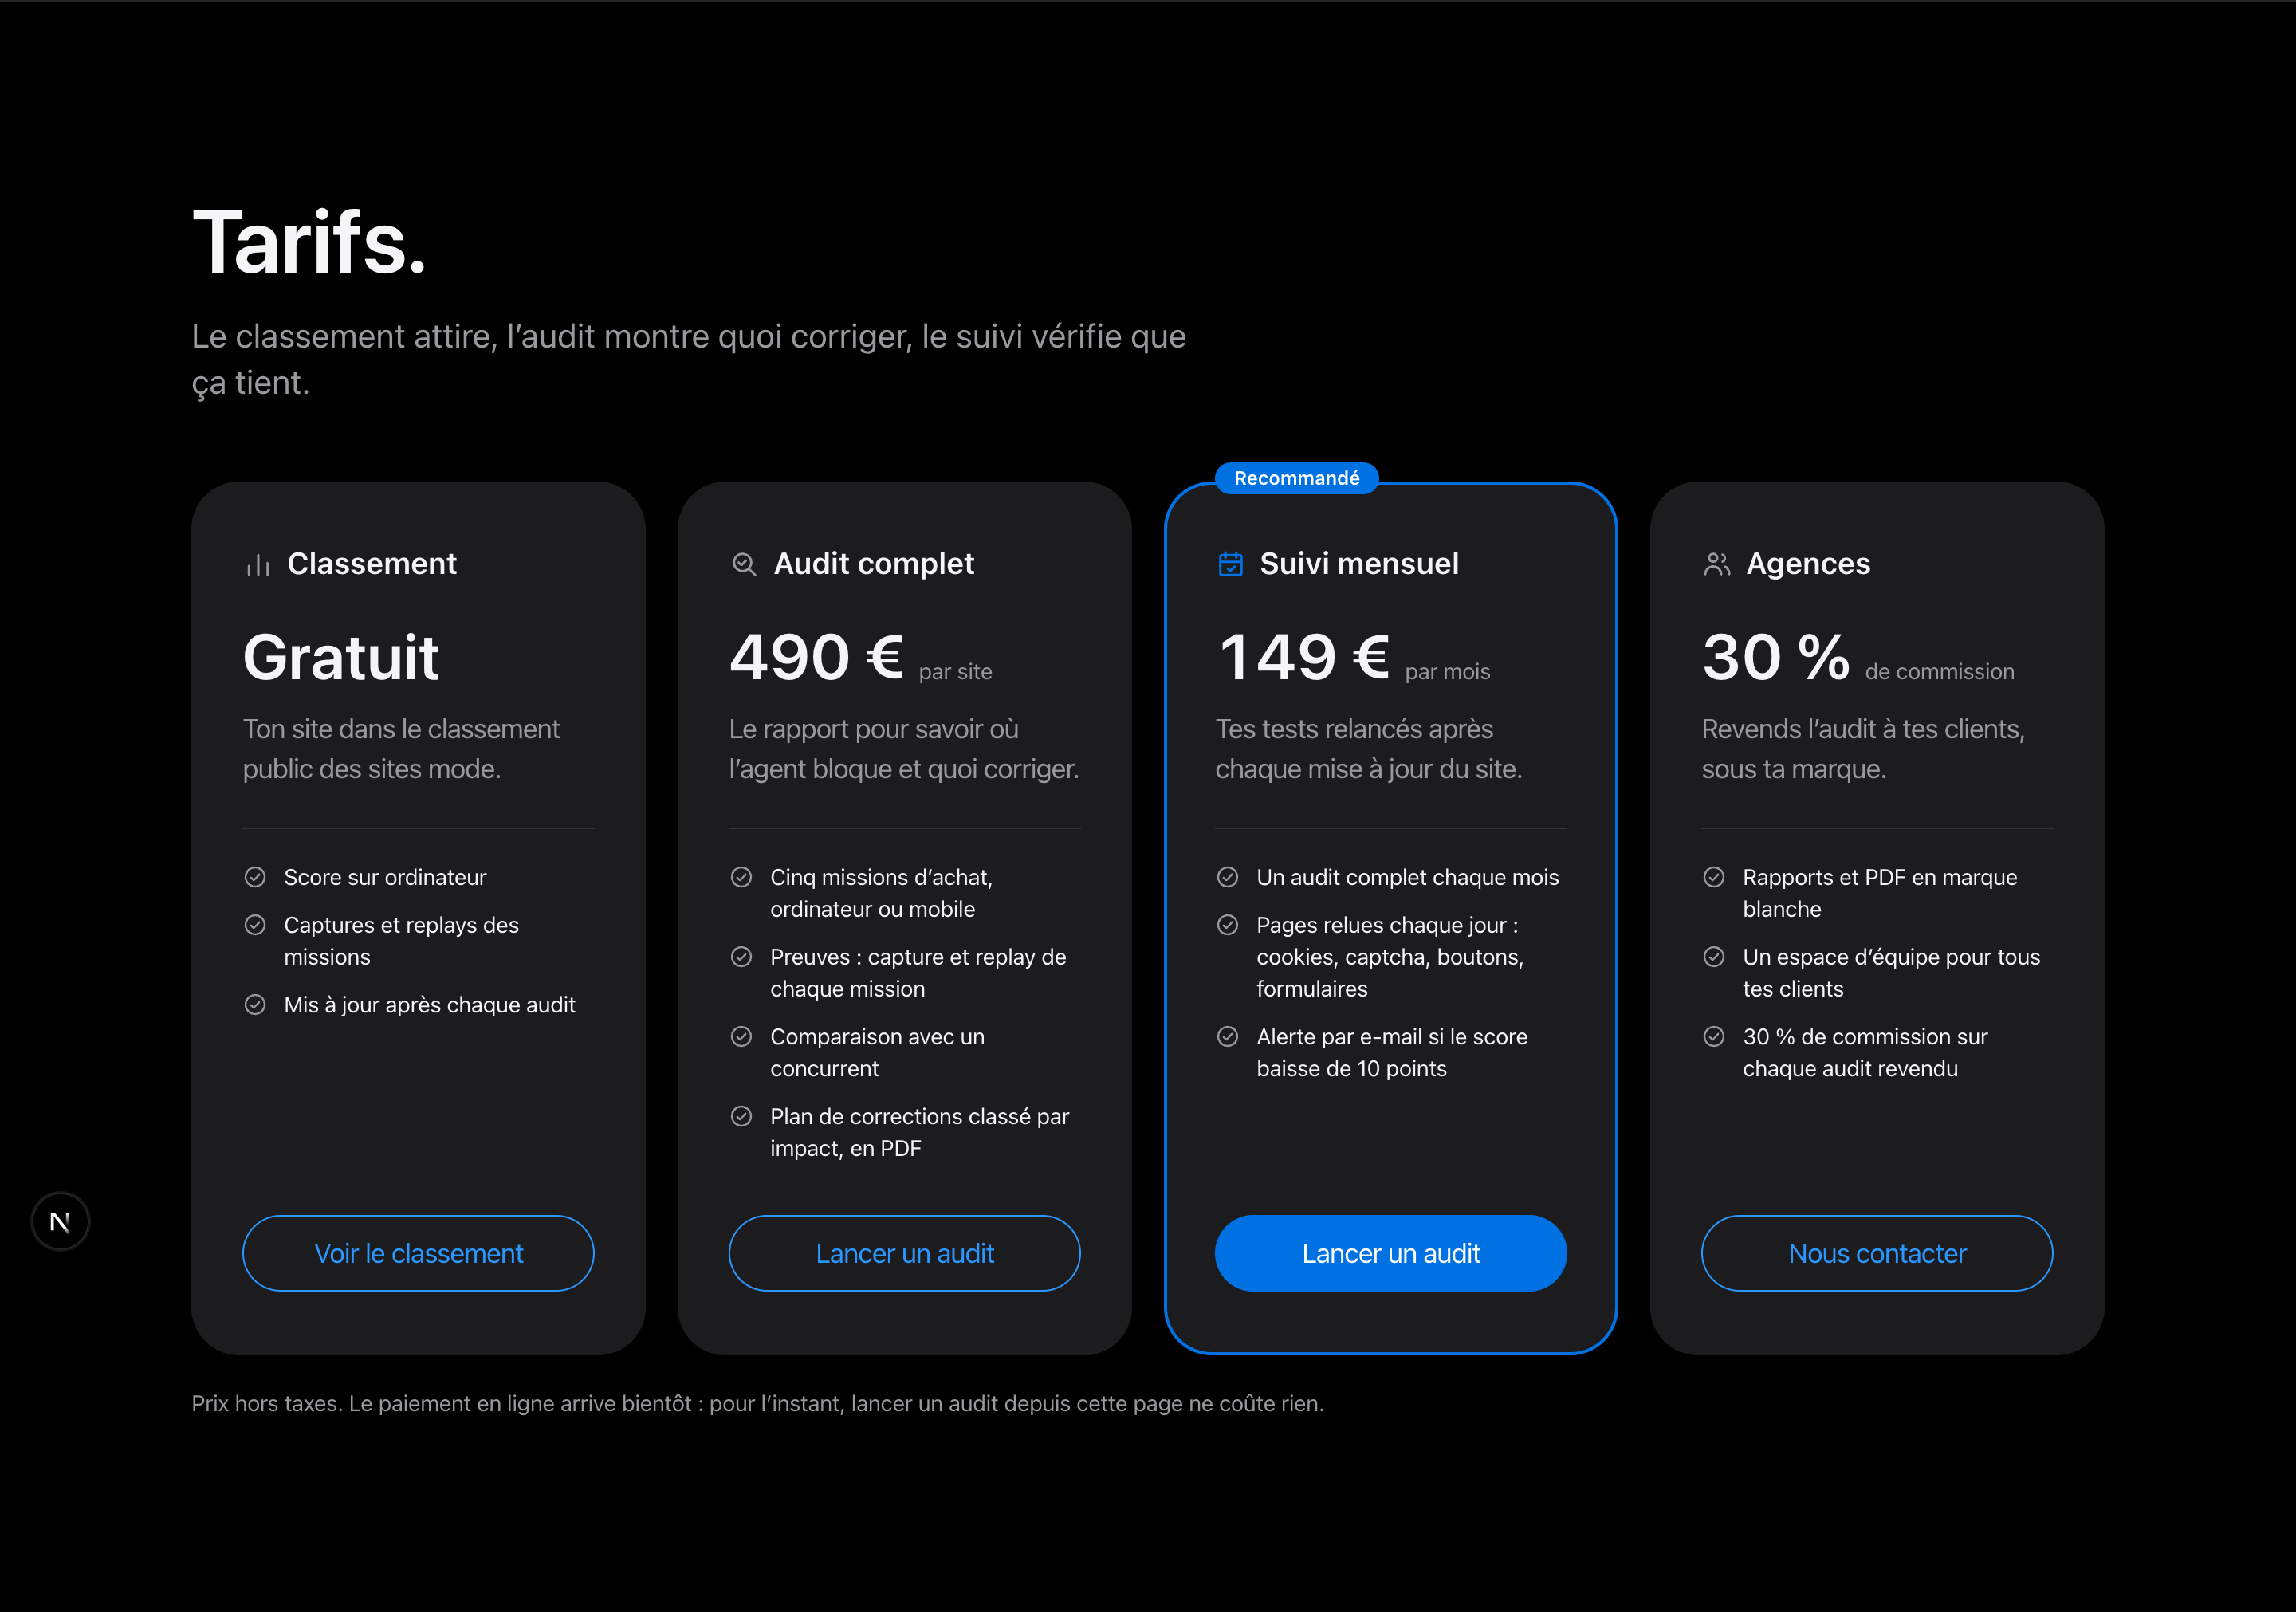 Tarifs.
Le classement attire, l’audit montre quoi corriger, le suivi vérifie que
ça tient.
Classement
Gratuit
Ton site dans le classement
public des sites mode.
Score sur ordinateur
Captures et replays des
missions
Mis à jour après chaque audit
Voir le classement
Audit complet
490 € par site
Le rapport pour savoir où
l’agent bloque et quoi corriger.
Cinq missions d’achat,
ordinateur ou mobile
Preuves : capture et replay de
chaque mission
Comparaison avec un
concurrent
Plan de corrections classé par
impact, en PDF
Lancer un audit
Recommandé
Suivi mensuel
149 € par mois
Tes tests relancés après
chaque mise à jour du site.
Un audit complet chaque mois
Pages relues chaque jour :
cookies, captcha, boutons,
formulaires
Alerte par e-mail si le score
baisse de 10 points
Lancer un audit
Agences
30 % de commission
Revends l’audit à tes clients,
sous ta marque.
Rapports et PDF en marque
blanche
Un espace d’équipe pour tous
tes clients
30 % de commission sur
chaque audit revendu
Nous contacter
N
Prix hors taxes. Le paiement en ligne arrive bientôt : pour l’instant, lancer un audit depuis cette page ne coûte rien.